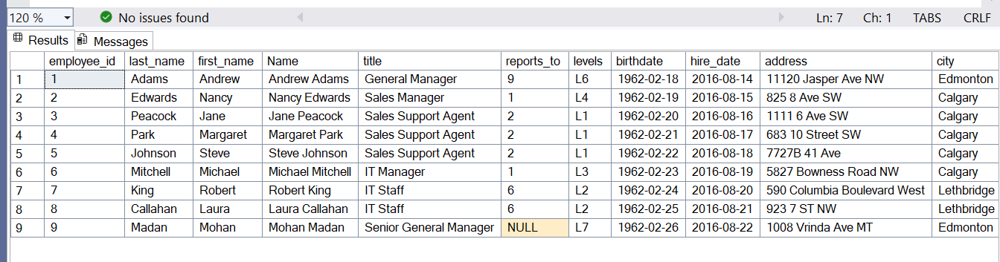 120 % No issues found Ln: 7 Ch: 1 TABS CRLF
Results Messages
employee_id last_name first_name Name title reports_to levels birthdate hire_date address city
1 1 Adams Andrew Andrew Adams General Manager 9 L6 1962-02-18 2016-08-14 11120 Jasper Ave NW Edmonton
2 2 Edwards Nancy Nancy Edwards Sales Manager 1 L4 1962-02-19 2016-08-15 825 8 Ave SW Calgary
3 3 Peacock Jane Jane Peacock Sales Support Agent 2 L1 1962-02-20 2016-08-16 1111 6 Ave SW Calgary
4 4 Park Margaret Margaret Park Sales Support Agent 2 L1 1962-02-21 2016-08-17 683 10 Street SW Calgary
5 5 Johnson Steve Steve Johnson Sales Support Agent 2 L1 1962-02-22 2016-08-18 7727B 41 Ave Calgary
6 6 Mitchell Michael Michael Mitchell IT Manager 1 L3 1962-02-23 2016-08-19 5827 Bowness Road NW Calgary
7 7 King Robert Robert King IT Staff 6 L2 1962-02-24 2016-08-20 590 Columbia Boulevard West Lethbridge
8 8 Callahan Laura Laura Callahan IT Staff 6 L2 1962-02-25 2016-08-21 923 7 ST NW Lethbridge
9 9 Madan Mohan Mohan Madan Senior General Manager NULL L7 1962-02-26 2016-08-22 1008 Vrinda Ave MT Edmonton